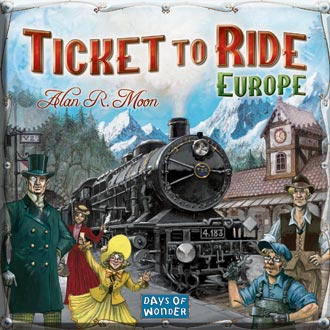 TICKET TO RIDE
EUROPE
Alan R. Moon
4.183
DAYS OF
WONDER